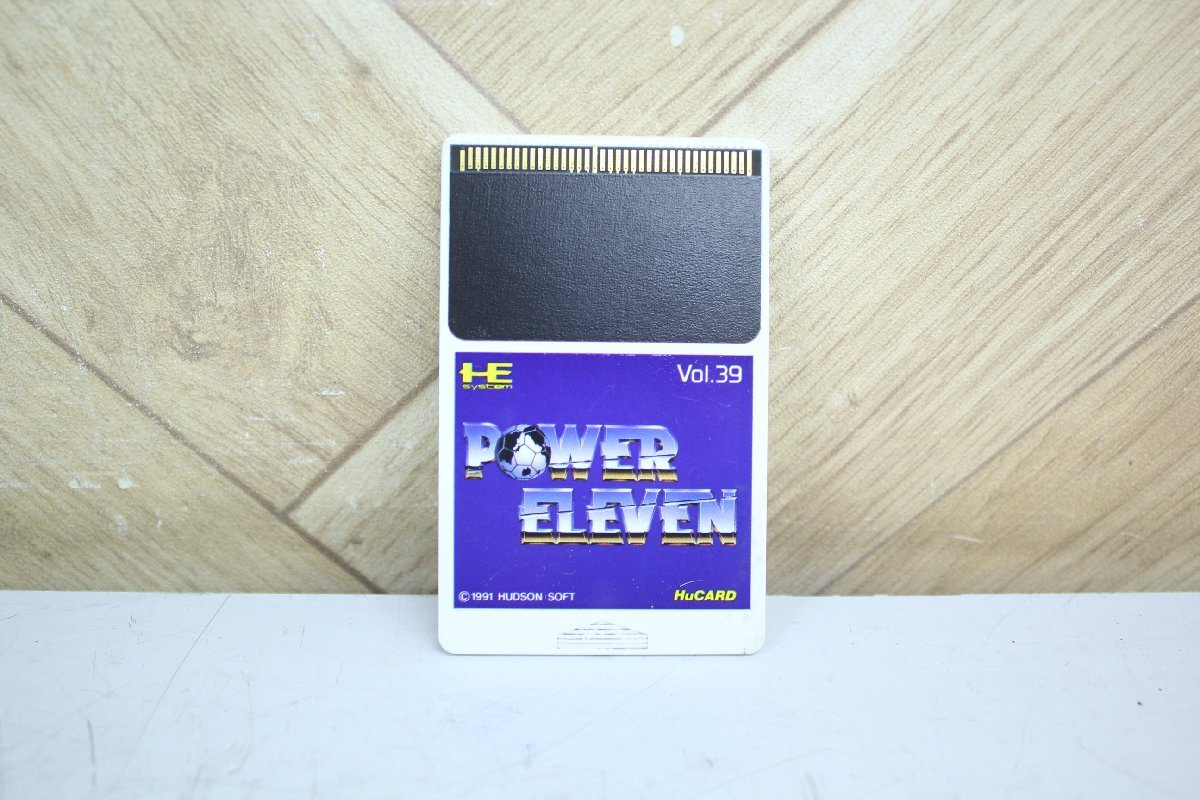 HE
system
Vol.39
POWER
ELEVEN
©1991 HUDSON SOFT
HuCARD